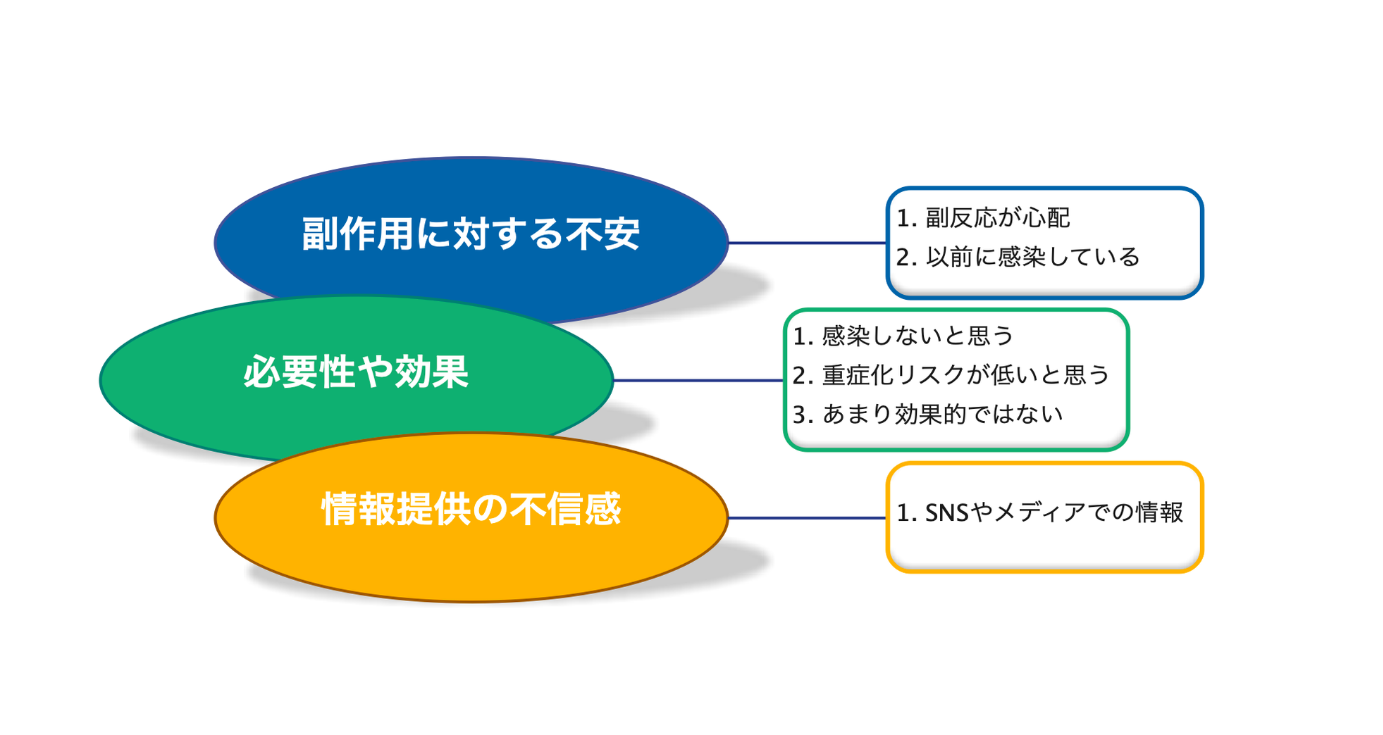 副作用に対する不安
1. 副反応が心配
2. 以前に感染している
必要性や効果
1. 感染しないと思う
2. 重症化リスクが低いと思う
3. あまり効果的ではない
情報提供の不信感
1. SNSやメディアでの情報